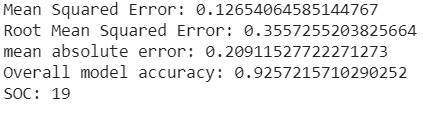 Mean Squared Error: 0.12654064585144767
Root Mean Squared Error: 0.3557255203825664
mean absolute error: 0.20911527722271273
Overall model accuracy: 0.9257215710290252
SOC: 19